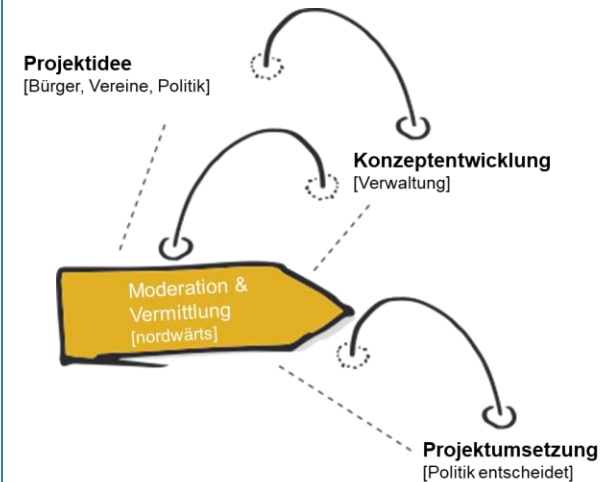 Projektidee
[Bürger, Vereine, Politik]
Konzeptentwicklung
[Verwaltung]
Moderation &
Vermittlung
[nordwärts]
Projektumsetzung
[Politik entscheidet]